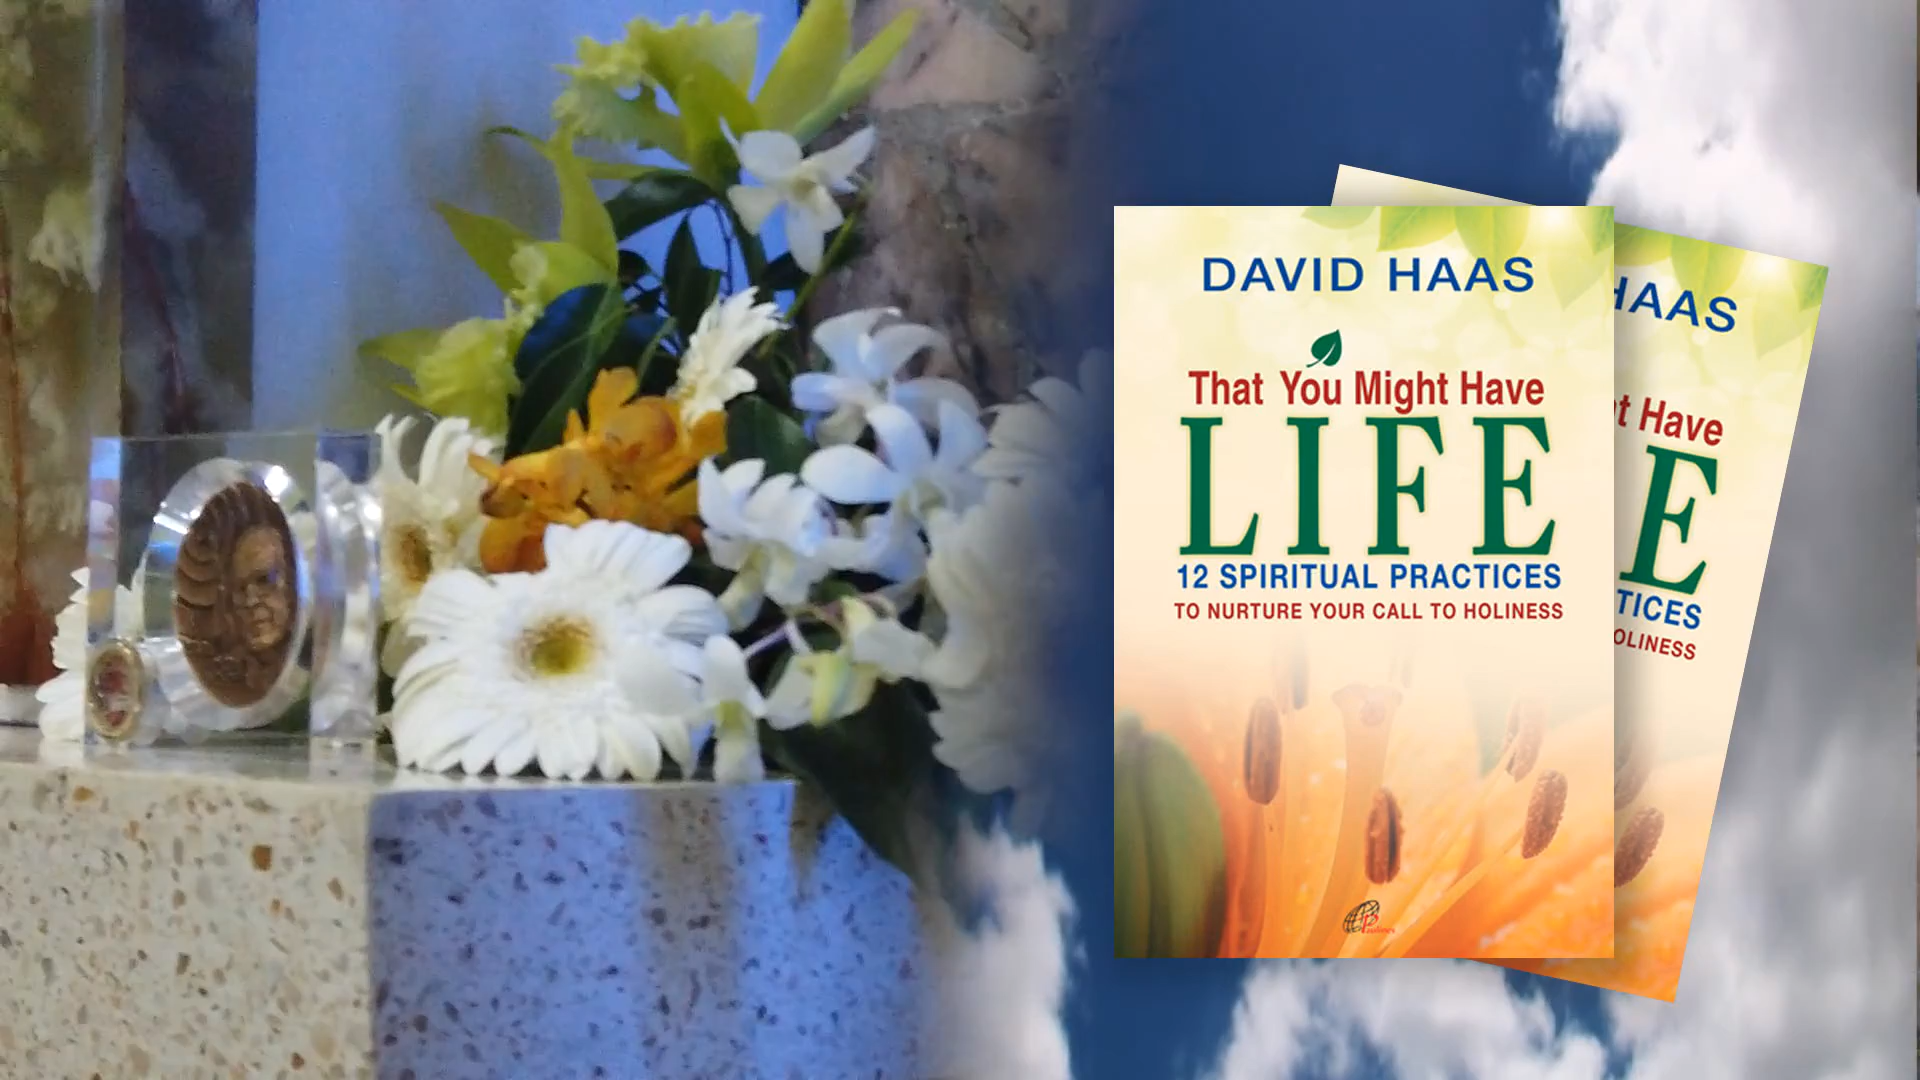 DAVID HAAS
That You Might Have
LIFE
12 SPIRITUAL PRACTICES
TO NURTURE YOUR CALL TO HOLINESS
Paulines
HAAS
t Have
E
TICES
OLINESS